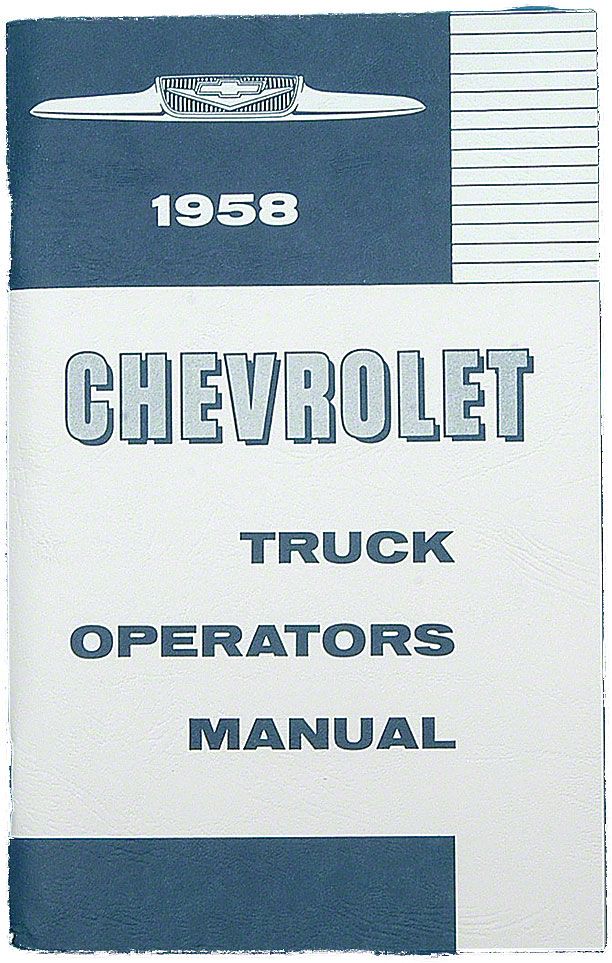 1958
CHEVROLET
TRUCK
OPERATORS
MANUAL